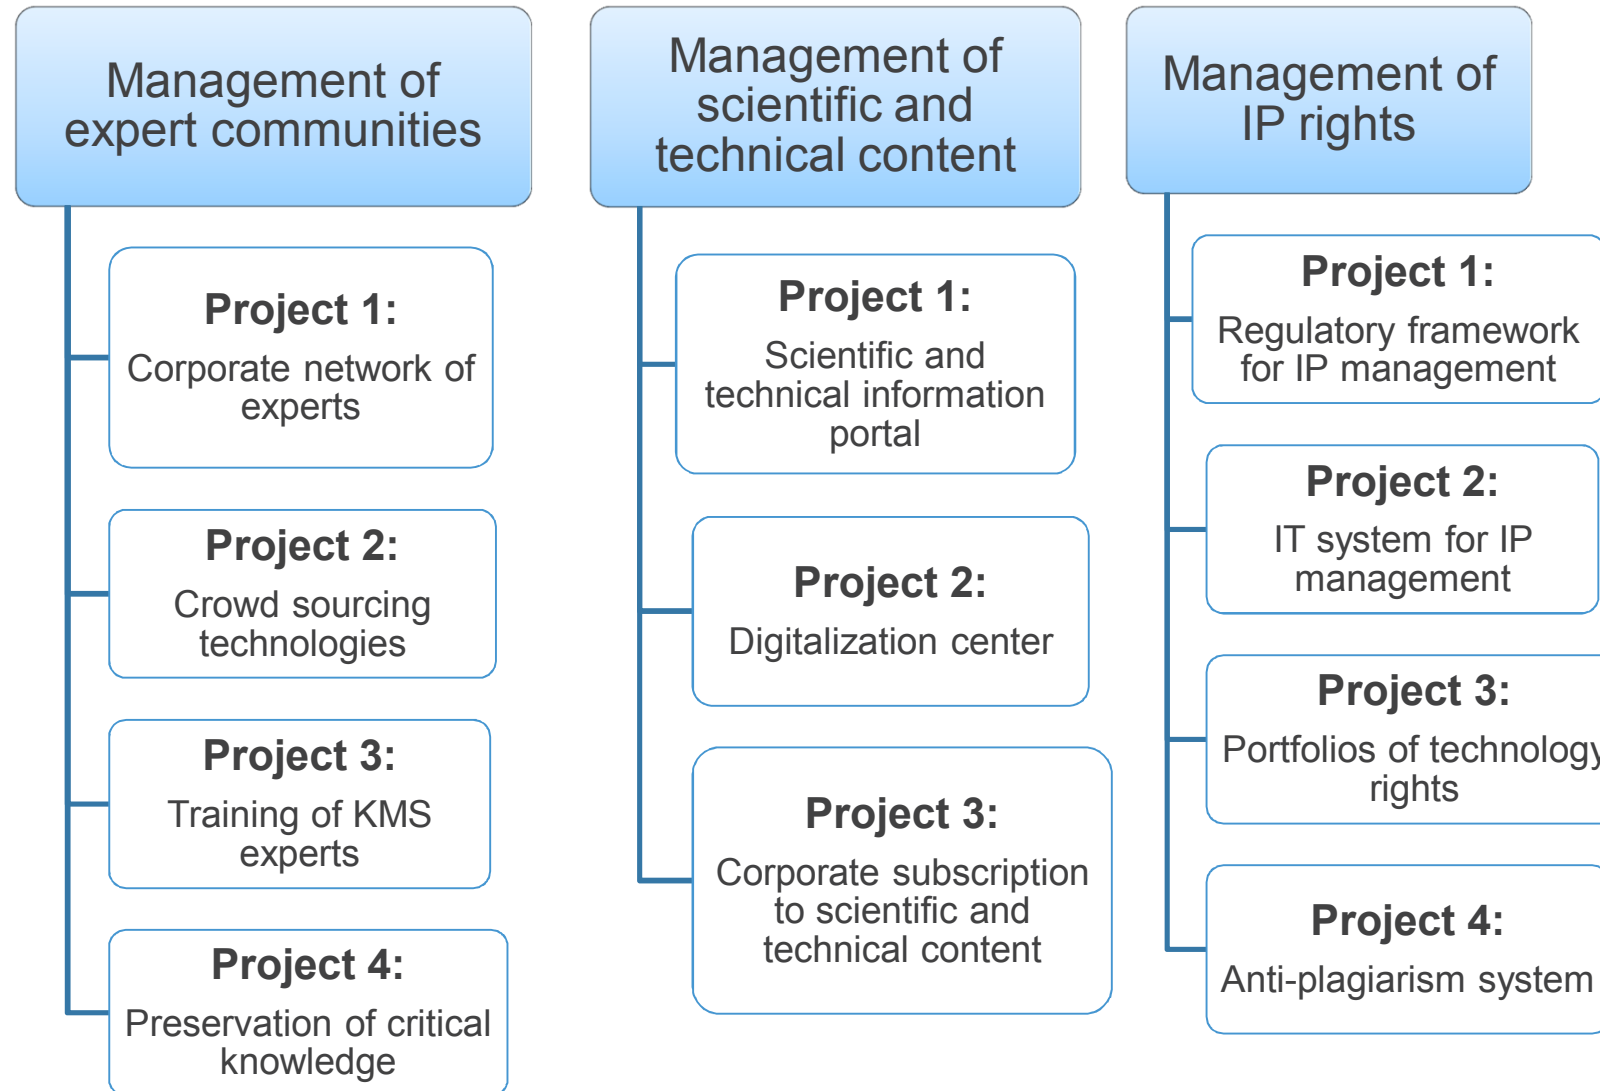 Management of
expert communities
Project 1:
Corporate network of
experts
Project 2:
Crowd sourcing
technologies
Project 3:
Training of KMS
experts
Project 4:
Preservation of critical
knowledge
Management of
scientific and
technical content
Project 1:
Scientific and
technical information
portal
Project 2:
Digitalization center
Project 3:
Corporate subscription
to scientific and
technical content
Management of
IP rights
Project 1:
Regulatory framework
for IP management
Project 2:
IT system for IP
management
Project 3:
Portfolios of technology
rights
Project 4:
Anti-plagiarism system